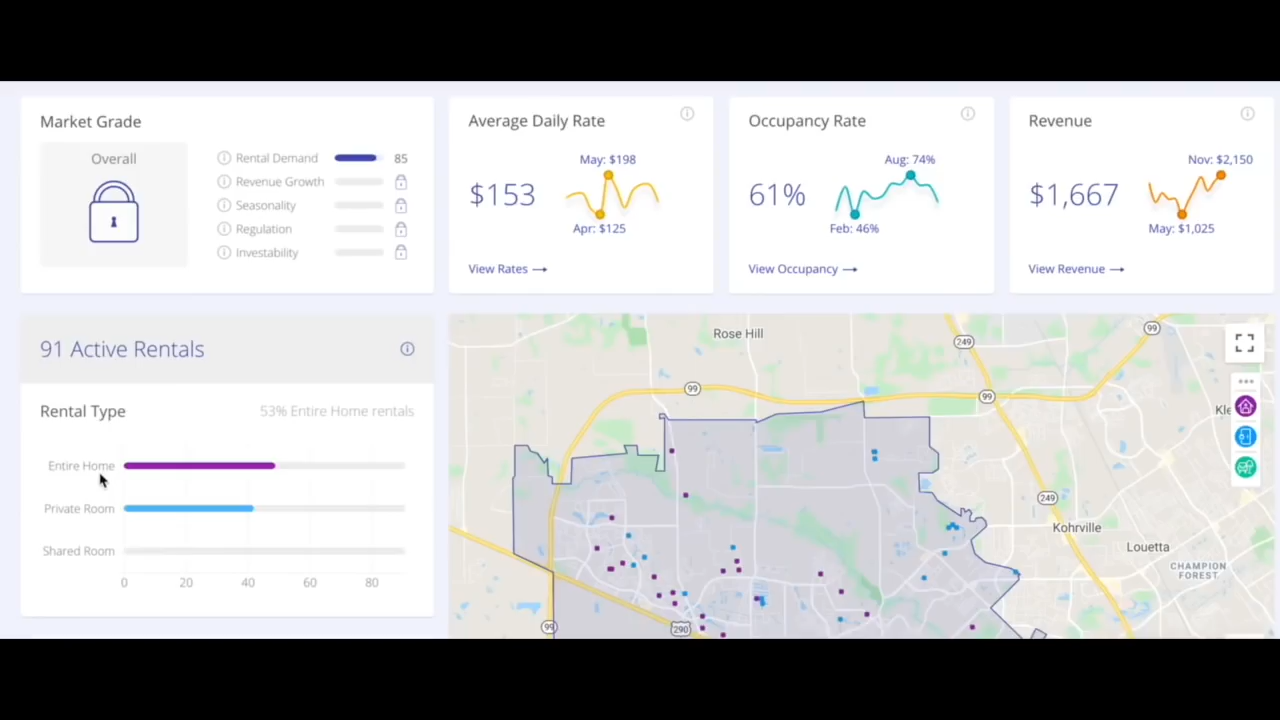 Market Grade
Overall
Rental Demand 85
Revenue Growth
Seasonality
Regulation
Investability
Average Daily Rate
$153
May: $198
Apr: $125
View Rates →
Occupancy Rate
61%
Aug: 74%
Feb: 46%
View Occupancy →
Revenue
$1,667
Nov: $2,150
May: $1,025
View Revenue →
91 Active Rentals
Rental Type 53% Entire Home rentals
Entire Home
Private Room
Shared Room
0 20 40 60 80
Rose Hill
99
249
99
99
Kle
249
Kohrville
Louetta
CHAMPION
FOREST
99
290